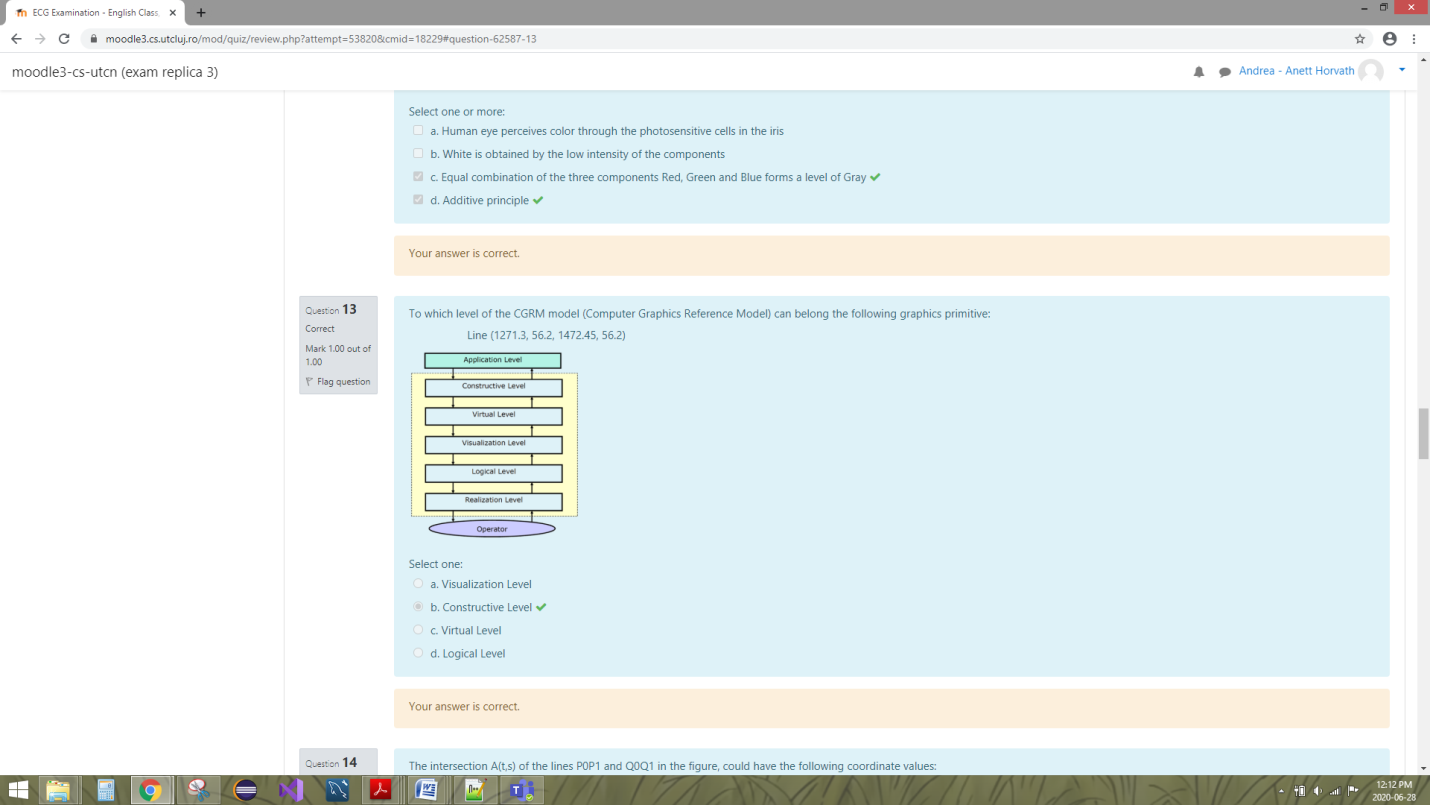 ECG Examination - English Class
moodle3.cs.utcluj.ro/mod/quiz/review.php?attempt=53820&cmid=18229#question-62587-13
moodle3-cs-utcn (exam replica 3)
Andrea - Anett Horvath
Select one or more:
a. Human eye perceives color through the photosensitive cells in the iris
b. White is obtained by the low intensity of the components
c. Equal combination of the three components Red, Green and Blue forms a level of Gray
d. Additive principle
Your answer is correct.
Question 13
Correct
Mark 1.00 out of
1.00
Flag question
To which level of the CGRM model (Computer Graphics Reference Model) can belong the following graphics primitive:
Line (1271.3, 56.2, 1472.45, 56.2)
Application Level
Constructive Level
Virtual Level
Visualization Level
Logical Level
Realization Level
Operator
Select one:
a. Visualization Level
b. Constructive Level
c. Virtual Level
d. Logical Level
Your answer is correct.
Question 14
The intersection A(t,s) of the lines P0P1 and Q0Q1 in the figure, could have the following coordinate values:
12:12 PM
2020-06-28